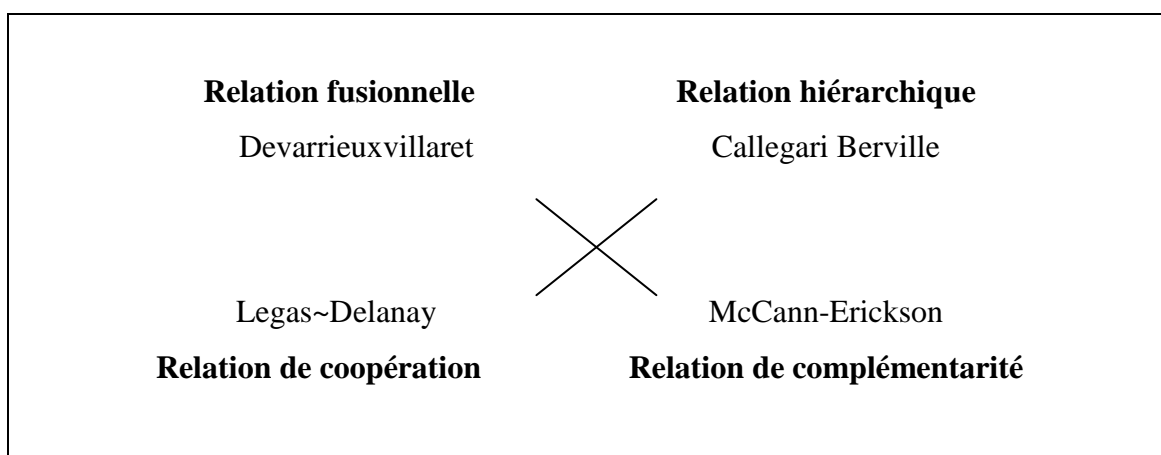 Relation fusionnelle Relation hiérarchique
Devarrieuxvillaret Callegari Berville
Legas~Delanay McCann-Erickson
Relation de coopération Relation de complémentarité